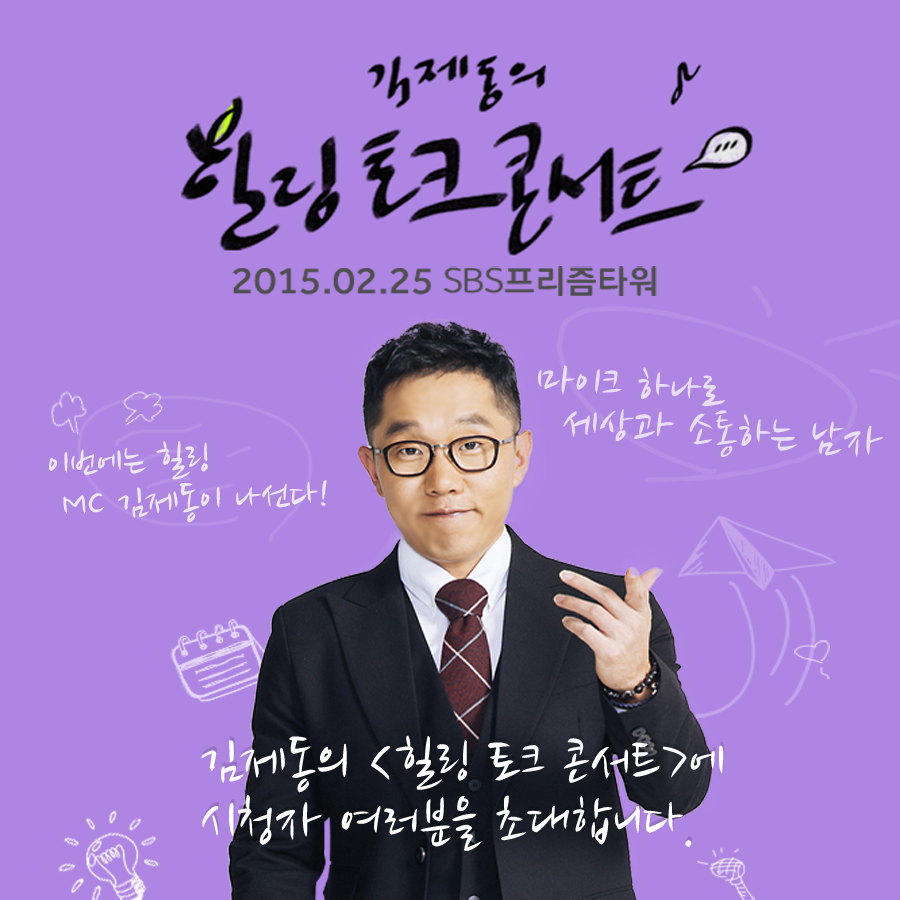 김제동의
힐링 토크 콘서트
2015.02.25 SBS프리즘타워
마이크 하나로
세상과 소통하는 남자
이번에는 힐링
MC 김제동이 나선다!
김제동의 <힐링 토크 콘서트>에
시청자 여러분을 초대합니다.